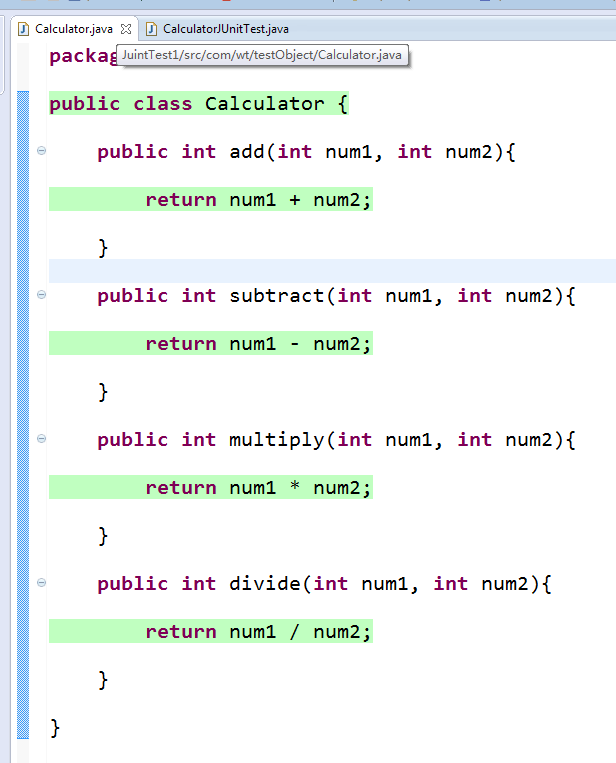 Calculator.java
CalculatorJUnitTest.java
JuintTest1/src/com/wt/testObject/Calculator.java
public class Calculator {
public int add(int num1, int num2){
return num1 + num2;
}
public int subtract(int num1, int num2){
return num1 - num2;
}
public int multiply(int num1, int num2){
return num1 * num2;
}
public int divide(int num1, int num2){
return num1 / num2;
}
}